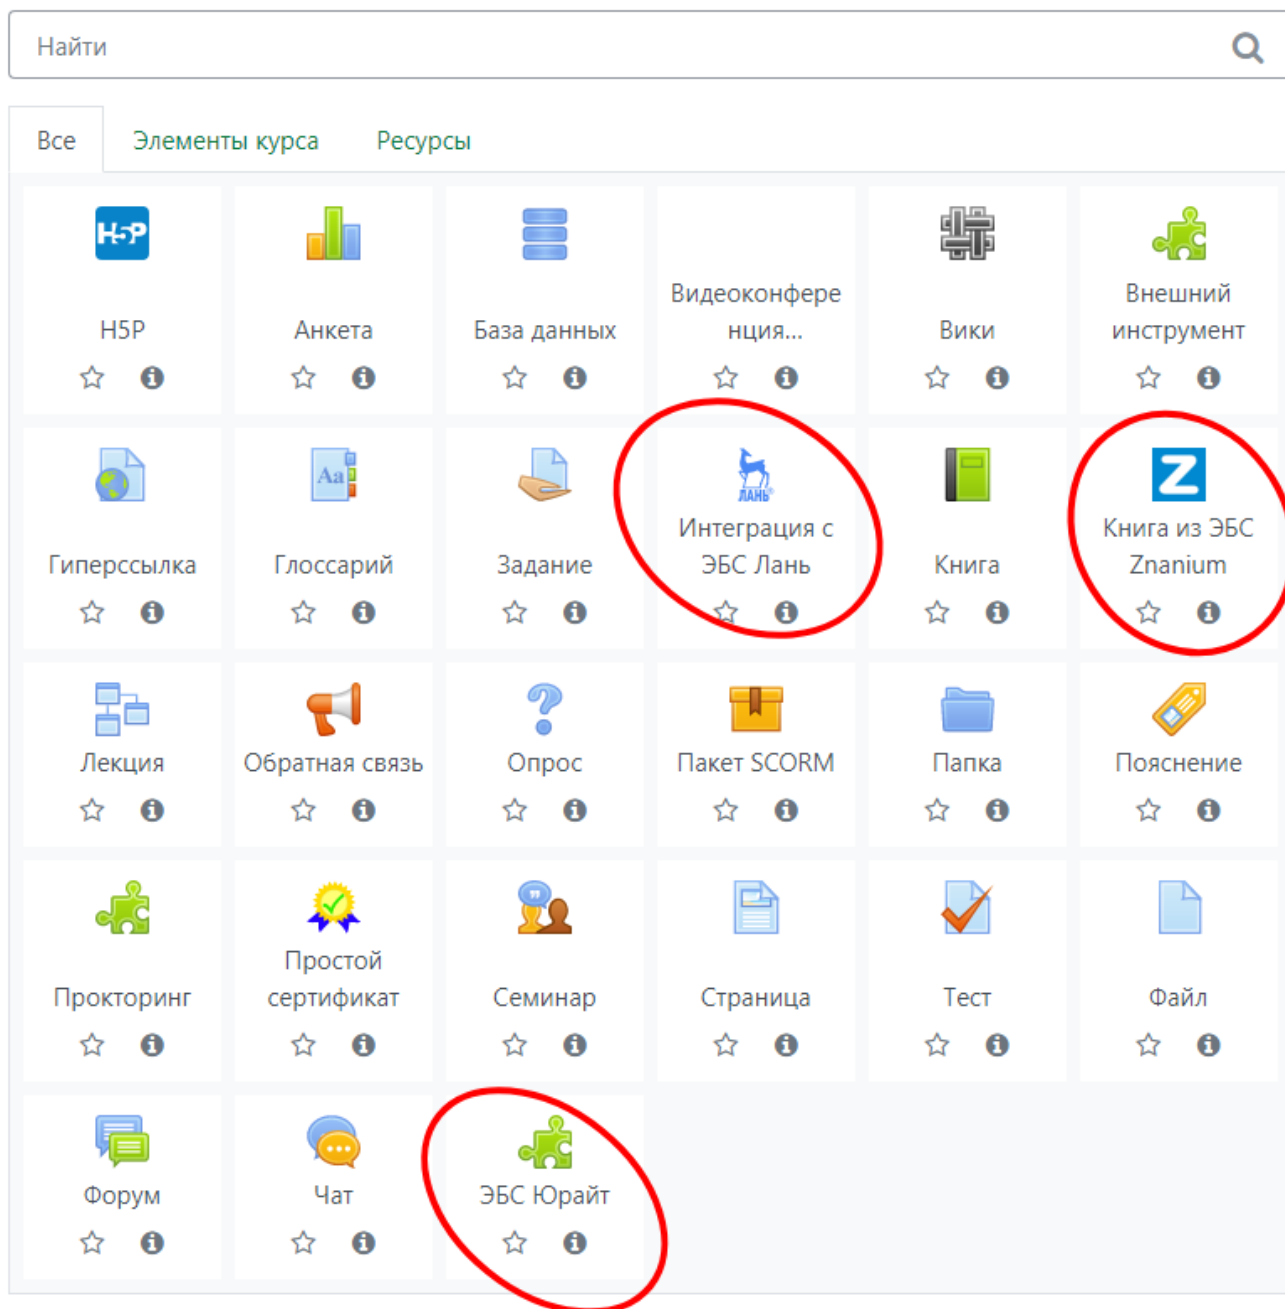 Найти
Все Элементы курса Ресурсы
H5P
H5P
Анкета
База данных
Видеоконфере
нция...
Вики
Внешний
инструмент
Гиперссылка
Aa
Глоссарий
Задание
ЛАНЬ®
Интеграция с
ЭБС Лань
Книга
Z
Книга из ЭБС
Znanium
Лекция
Обратная связь
Опрос
Пакет SCORM
Папка
Пояснение
Прокторинг
Простой
сертификат
Семинар
Страница
Тест
Файл
Форум
Чат
ЭБС Юрайт